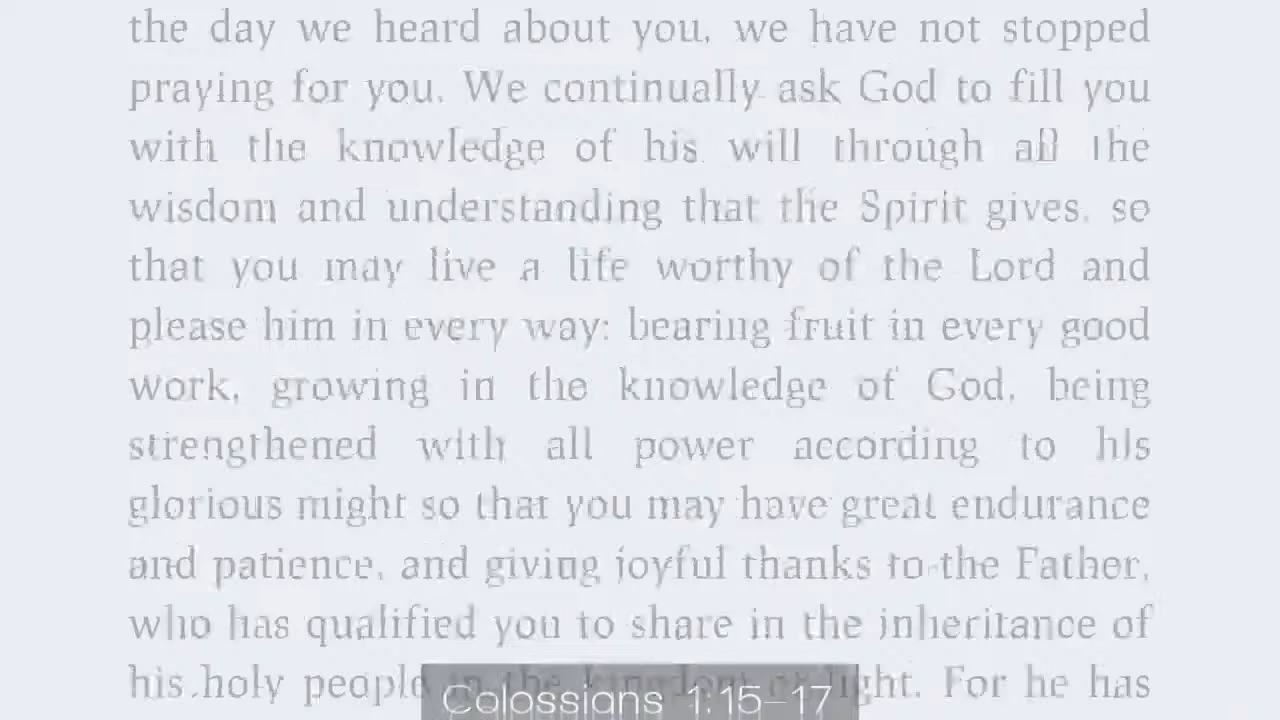 the day we heard about you, we have not stopped
praying for you. We continually ask God to fill you
with the knowledge of his will through all the
wisdom and understanding that the Spirit gives, so
that you may live a life worthy of the Lord and
please him in every way: bearing fruit in every good
work, growing in the knowledge of God, being
strengthened with all power according to his
glorious might so that you may have great endurance
and patience, and giving joyful thanks to the Father,
who has qualified you to share in the inheritance of
his holy people in the kingdom of light. For he has
Colossians 1:15–17